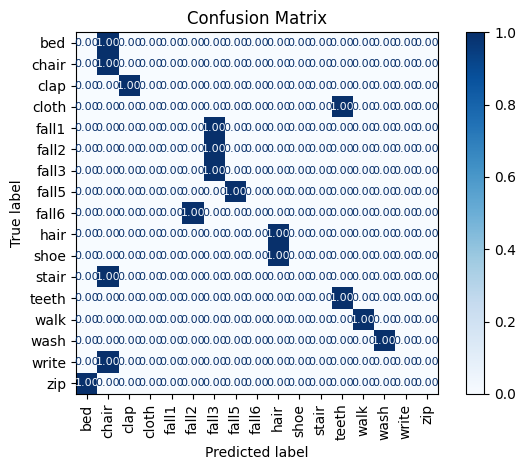 Confusion Matrix
bed 0.00 1.00 0.00 0.00 0.00 0.00 0.00 0.00 0.00 0.00 0.00 0.00 0.00 0.00 0.00 0.00 0.00
chair 0.00 1.00 0.00 0.00 0.00 0.00 0.00 0.00 0.00 0.00 0.00 0.00 0.00 0.00 0.00 0.00 0.00
clap 0.00 0.00 1.00 0.00 0.00 0.00 0.00 0.00 0.00 0.00 0.00 0.00 0.00 0.00 0.00 0.00 0.00
cloth 0.00 0.00 0.00 0.00 0.00 0.00 0.00 0.00 0.00 0.00 0.00 0.00 1.00 0.00 0.00 0.00 0.00
fall1 0.00 0.00 0.00 0.00 0.00 0.00 1.00 0.00 0.00 0.00 0.00 0.00 0.00 0.00 0.00 0.00 0.00
fall2 0.00 0.00 0.00 0.00 0.00 0.00 1.00 0.00 0.00 0.00 0.00 0.00 0.00 0.00 0.00 0.00 0.00
fall3 0.00 0.00 0.00 0.00 0.00 0.00 1.00 0.00 0.00 0.00 0.00 0.00 0.00 0.00 0.00 0.00 0.00
fall5 0.00 0.00 0.00 0.00 0.00 0.00 0.00 1.00 0.00 0.00 0.00 0.00 0.00 0.00 0.00 0.00 0.00
fall6 0.00 0.00 0.00 0.00 0.00 1.00 0.00 0.00 0.00 0.00 0.00 0.00 0.00 0.00 0.00 0.00 0.00
hair 0.00 0.00 0.00 0.00 0.00 0.00 0.00 0.00 0.00 1.00 0.00 0.00 0.00 0.00 0.00 0.00 0.00
shoe 0.00 0.00 0.00 0.00 0.00 0.00 0.00 0.00 0.00 1.00 0.00 0.00 0.00 0.00 0.00 0.00 0.00
stair 0.00 1.00 0.00 0.00 0.00 0.00 0.00 0.00 0.00 0.00 0.00 0.00 0.00 0.00 0.00 0.00 0.00
teeth 0.00 0.00 0.00 0.00 0.00 0.00 0.00 0.00 0.00 0.00 0.00 0.00 1.00 0.00 0.00 0.00 0.00
walk 0.00 0.00 0.00 0.00 0.00 0.00 0.00 0.00 0.00 0.00 0.00 0.00 0.00 1.00 0.00 0.00 0.00
wash 0.00 0.00 0.00 0.00 0.00 0.00 0.00 0.00 0.00 0.00 0.00 0.00 0.00 0.00 1.00 0.00 0.00
write 0.00 1.00 0.00 0.00 0.00 0.00 0.00 0.00 0.00 0.00 0.00 0.00 0.00 0.00 0.00 0.00 0.00
zip 1.00 0.00 0.00 0.00 0.00 0.00 0.00 0.00 0.00 0.00 0.00 0.00 0.00 0.00 0.00 0.00 0.00
True label
bed chair clap cloth fall1 fall2 fall3 fall5 fall6 hair shoe stair teeth walk wash write zip
Predicted label
1.0
0.8
0.6
0.4
0.2
0.0